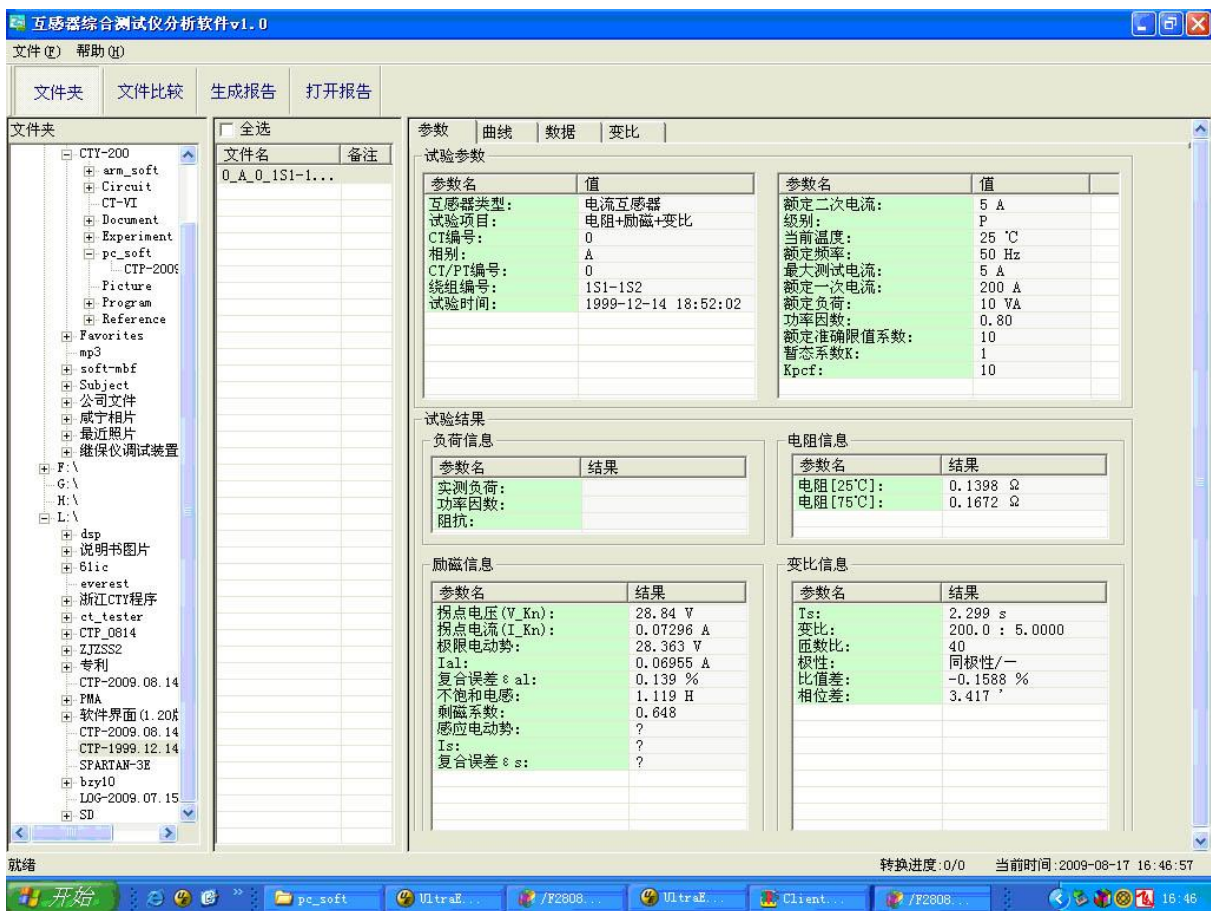 互感器综合测试仪分析软件v1.0
文件(F) 帮助(H)
文件夹 文件比较 生成报告 打开报告
文件夹
CTY-200
arm_soft
Circuit
CT-VI
Document
Experiment
pc_soft
CTP-2009
Picture
Program
Reference
Favorites
mp3
soft-mbf
Subject
公司文件
咸宁相片
最近照片
继保仪调试装置
F:\
G:\
H:\
L:\
dsp
说明书图片
61ic
everest
浙江CTY程序
ct_tester
CTP_0814
ZJZSS2
专利
CTP-2009.08.14
PMA
软件界面(1.20版
CTP-2009.08.14
CTP-1999.12.14
SPARTAN-3E
bzy10
LOG-2009.07.15
SD
全选
文件名 备注
0_A_0_1S1-1...
参数 曲线 数据 变比
试验参数
参数名 值
互感器类型: 电流互感器
试验项目: 电阻+励磁+变比
CT编号: 0
相别: A
CT/PT编号: 0
绕组编号: 1S1-1S2
试验时间: 1999-12-14 18:52:02
参数名 值
额定二次电流: 5 A
级别: P
当前温度: 25 ℃
额定频率: 50 Hz
最大测试电流: 5 A
额定一次电流: 200 A
额定负荷: 10 VA
功率因数: 0.80
额定准确限值系数: 10
暂态系数K: 1
Kpcf: 10
试验结果
负荷信息
参数名 结果
实测负荷:
功率因数:
阻抗:
电阻信息
参数名 结果
电阻[25℃]: 0.1398 Ω
电阻[75℃]: 0.1672 Ω
励磁信息
参数名 结果
拐点电压(V_Kn): 28.84 V
拐点电流(I_Kn): 0.07296 A
极限电动势: 28.363 V
Ial: 0.06955 A
复合误差εal: 0.139 %
不饱和电感: 1.119 H
剩磁系数: 0.648
感应电动势: ?
Is: ?
复合误差εs: ?
变比信息
参数名 结果
Ts: 2.299 s
变比: 200.0 : 5.0000
匝数比: 40
极性: 同极性/－
比值差: -0.1588 %
相位差: 3.417 '
就绪 转换进度:0/0 当前时间:2009-08-17 16:46:57
开始 pc_soft UltraE... /F2808... UltraE... Client... /F2808... 16:46